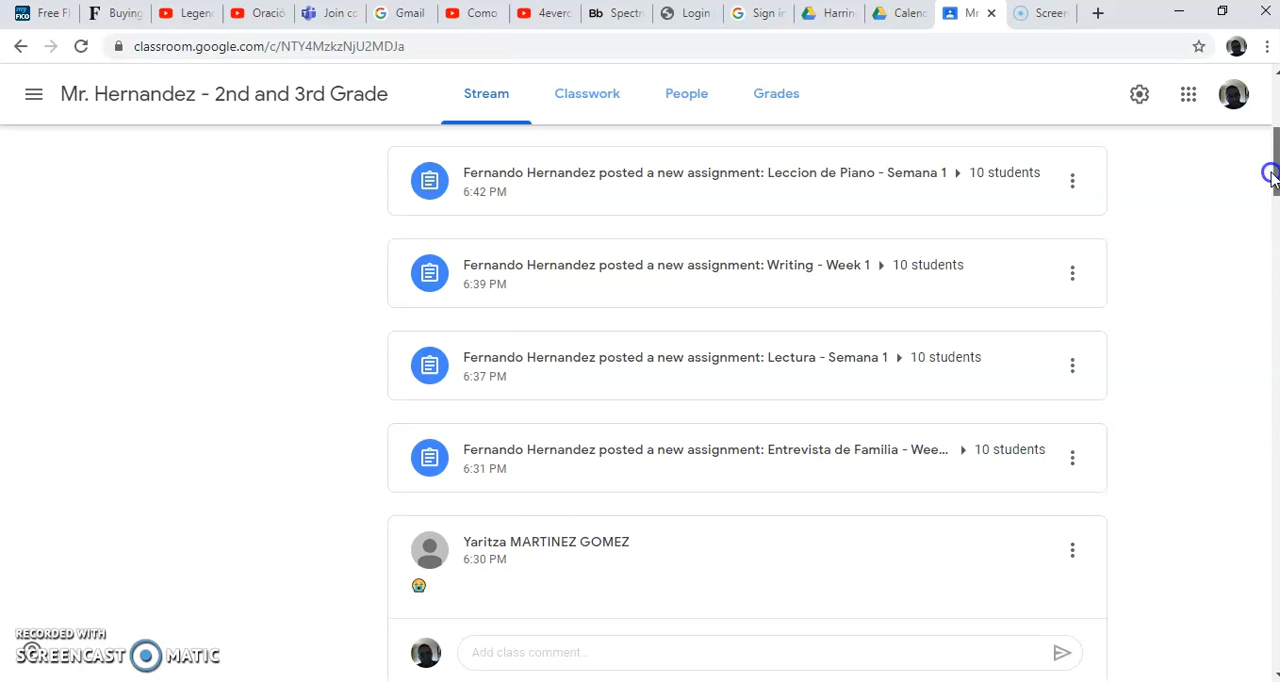 my FICO Free FI
F Buying
Legend
Oració
Join co
Gmail
Como
4everc
Bb Spectr
Login
Sign in
Harrin
Calenc
Mr
Screen
classroom.google.com/c/NTY4MzkzNjU2MDJa
Mr. Hernandez - 2nd and 3rd Grade
Stream
Classwork
People
Grades
Fernando Hernandez posted a new assignment: Leccion de Piano - Semana 1 10 students
6:42 PM
Fernando Hernandez posted a new assignment: Writing - Week 1 10 students
6:39 PM
Fernando Hernandez posted a new assignment: Lectura - Semana 1 10 students
6:37 PM
Fernando Hernandez posted a new assignment: Entrevista de Familia - Wee... 10 students
6:31 PM
Yaritza MARTINEZ GOMEZ
6:30 PM
Add class comment...
RECORDED WITH
SCREENCAST MATIC